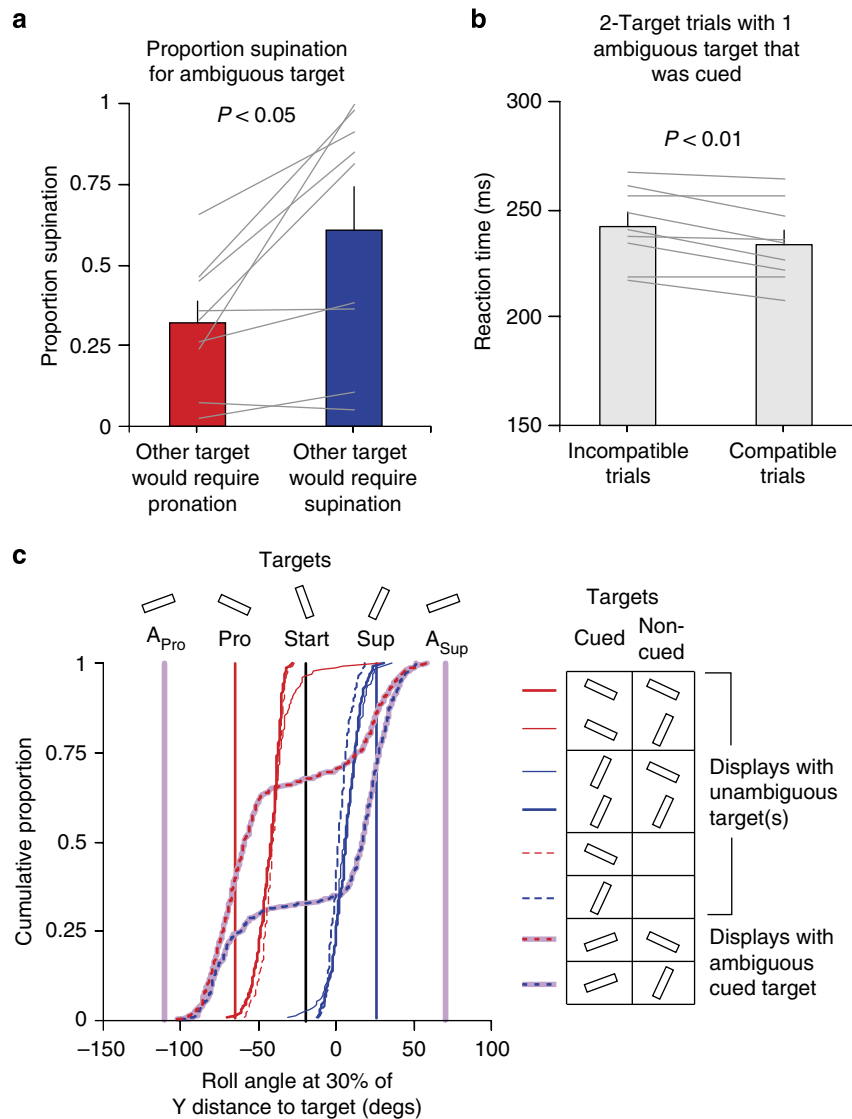 a
Proportion supination
for ambiguous target
P < 0.05
1
0.75
0.5
0.25
0
Proportion supination
Other target
would require
pronation
Other target
would require
supination
b
2-Target trials with 1
ambiguous target that
was cued
P < 0.01
300
250
200
150
Reaction time (ms)
Incompatible
trials
Compatible
trials
c
Targets
A_Pro Pro Start Sup A_Sup
1
0.75
0.5
0.25
0
Cumulative proportion
−150 −100 −50 0 50 100
Roll angle at 30% of
Y distance to target (degs)
Targets
Cued Non-
cued
Displays with
unambiguous
target(s)
Displays with
ambiguous
cued target